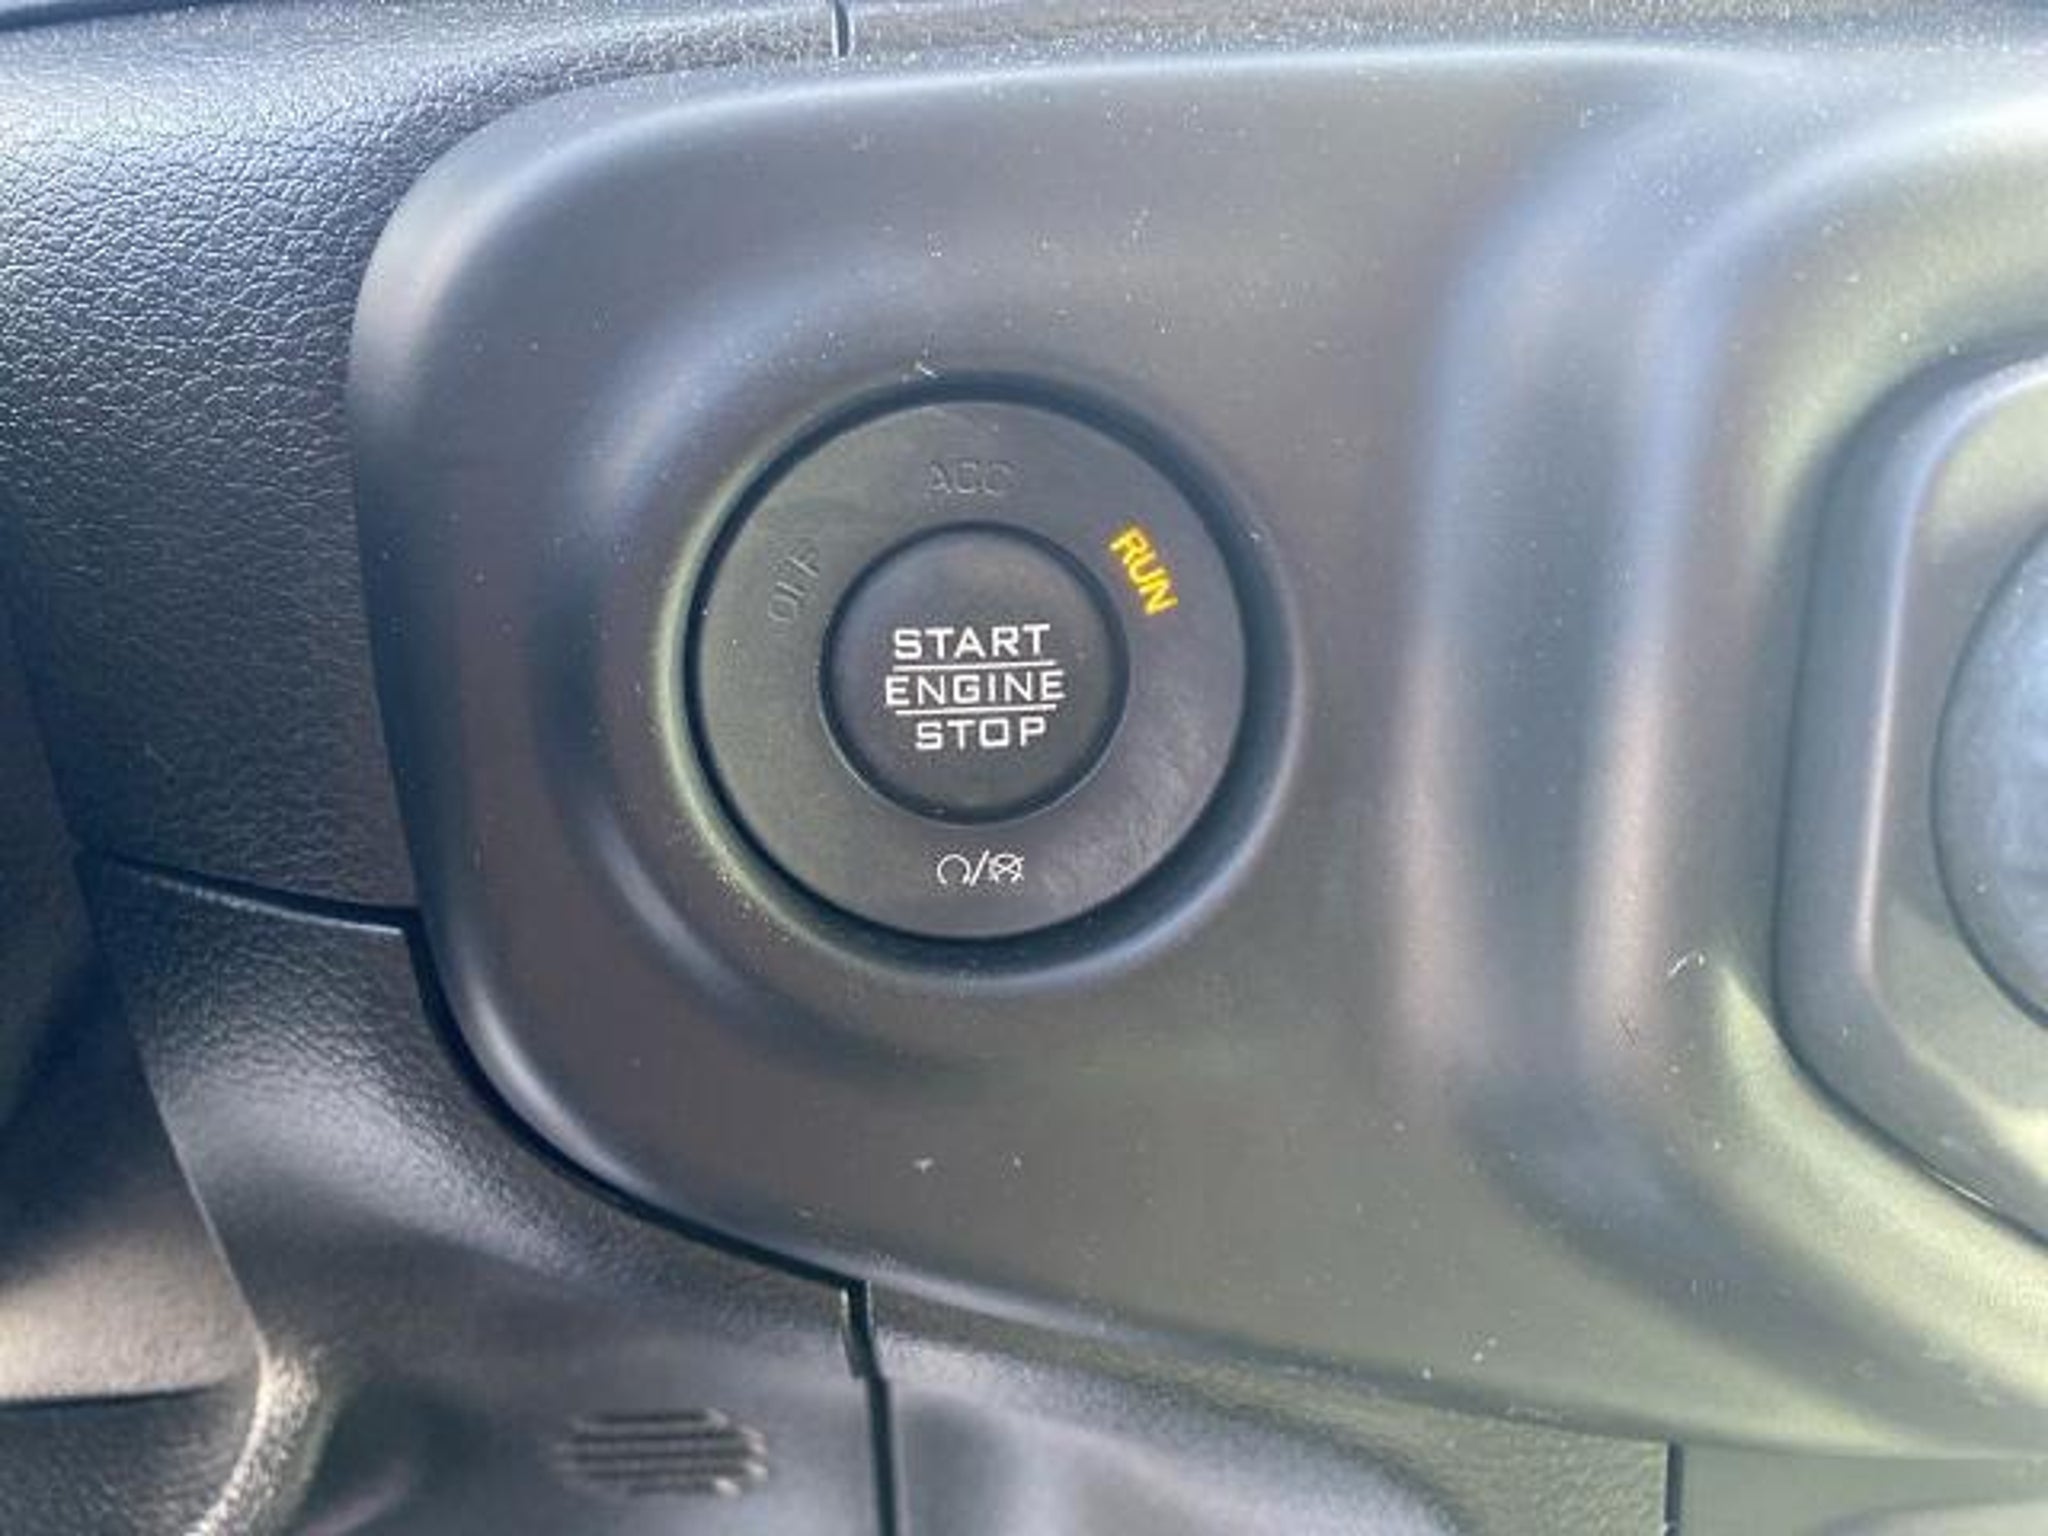 ACC
OFF
RUN
START
ENGINE
STOP